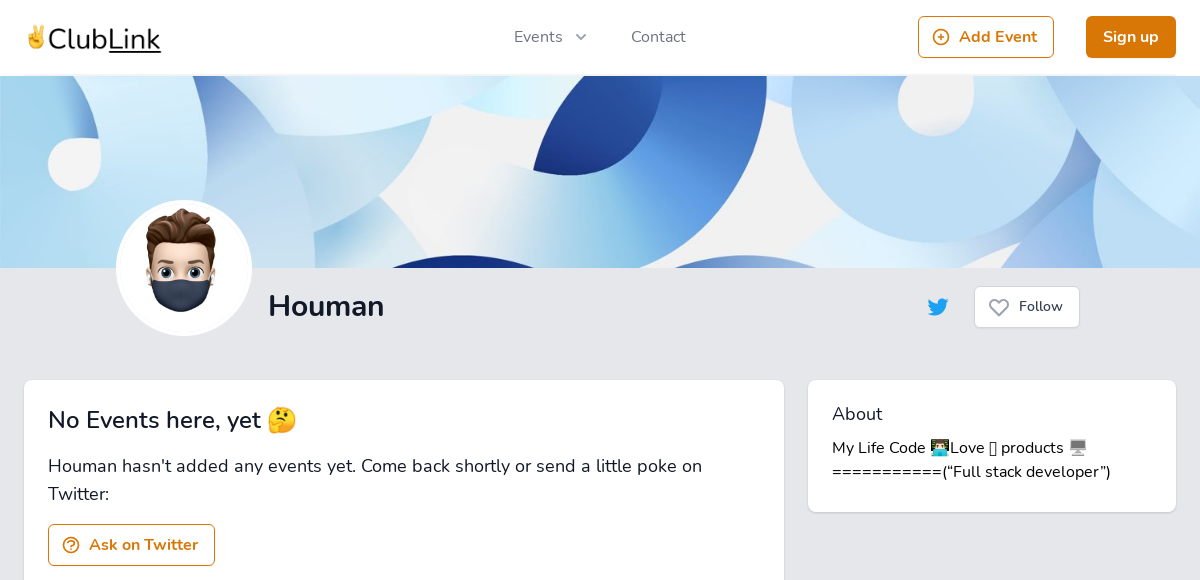 ✌️ClubLink
Events
Contact
Add Event
Sign up
Houman
Follow
No Events here, yet 🤔
Houman hasn't added any events yet. Come back shortly or send a little poke on
Twitter:
Ask on Twitter
About
My Life Code 👨🏻‍💻Love  products 🖥️
===========(“Full stack developer”)